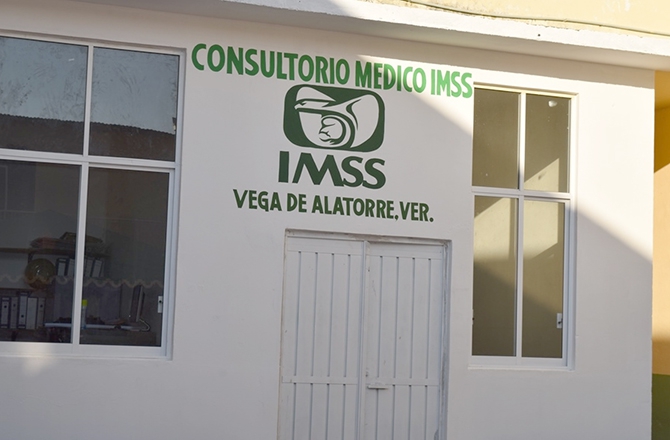 CONSULTORIO MEDICO IMSS
IMSS
VEGA DE ALATORRE, VER.